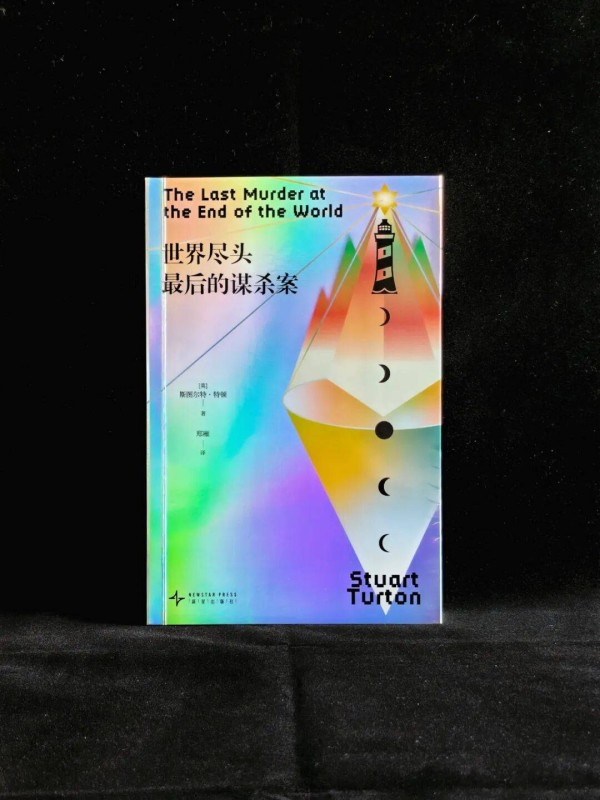 The Last Murder at
the End of the World
世界尽头
最后的谋杀案
[英]
斯图尔特·特顿
著
郑琳
译
Stuart
Turton
NEWSTAR PRESS
新星出版社